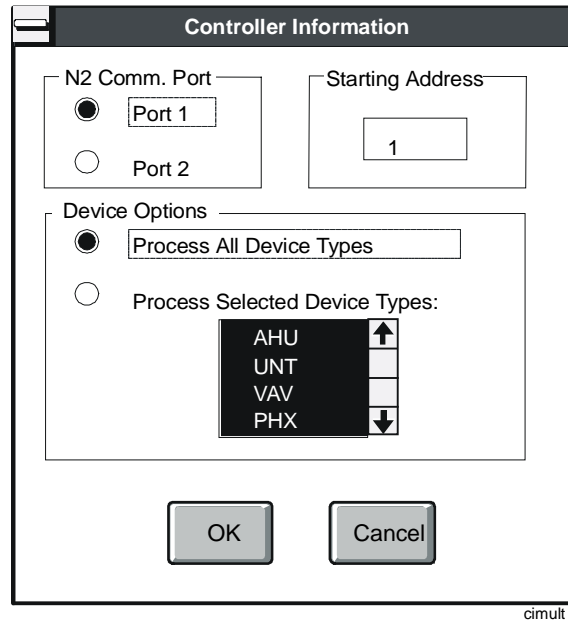 Controller Information
N2 Comm. Port
Starting Address
Port 1
1
Port 2
Device Options
Process All Device Types
Process Selected Device Types:
AHU
UNT
VAV
PHX
OK
Cancel
cimult